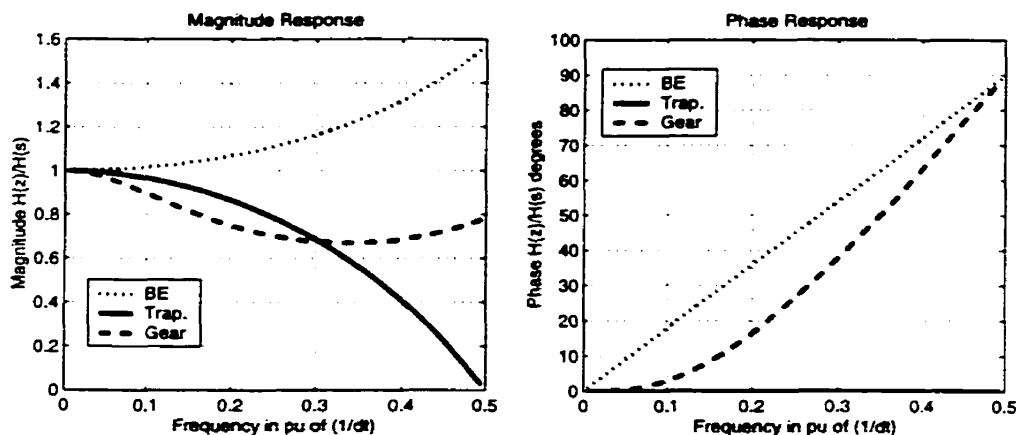 Magnitude Response
1.6
1.4
1.2
1
0.8
0.6
0.4
0.2
0
Magnitude H(z)/H(s)
BE
Trap.
Gear
0 0.1 0.2 0.3 0.4 0.5
Frequency in pu of (1/dt)
Phase Response
100
90
80
70
60
50
40
30
20
10
0
Phase H(z)/H(s) degrees
BE
Trap.
Gear
0 0.1 0.2 0.3 0.4 0.5
Frequency in pu of (1/dt)